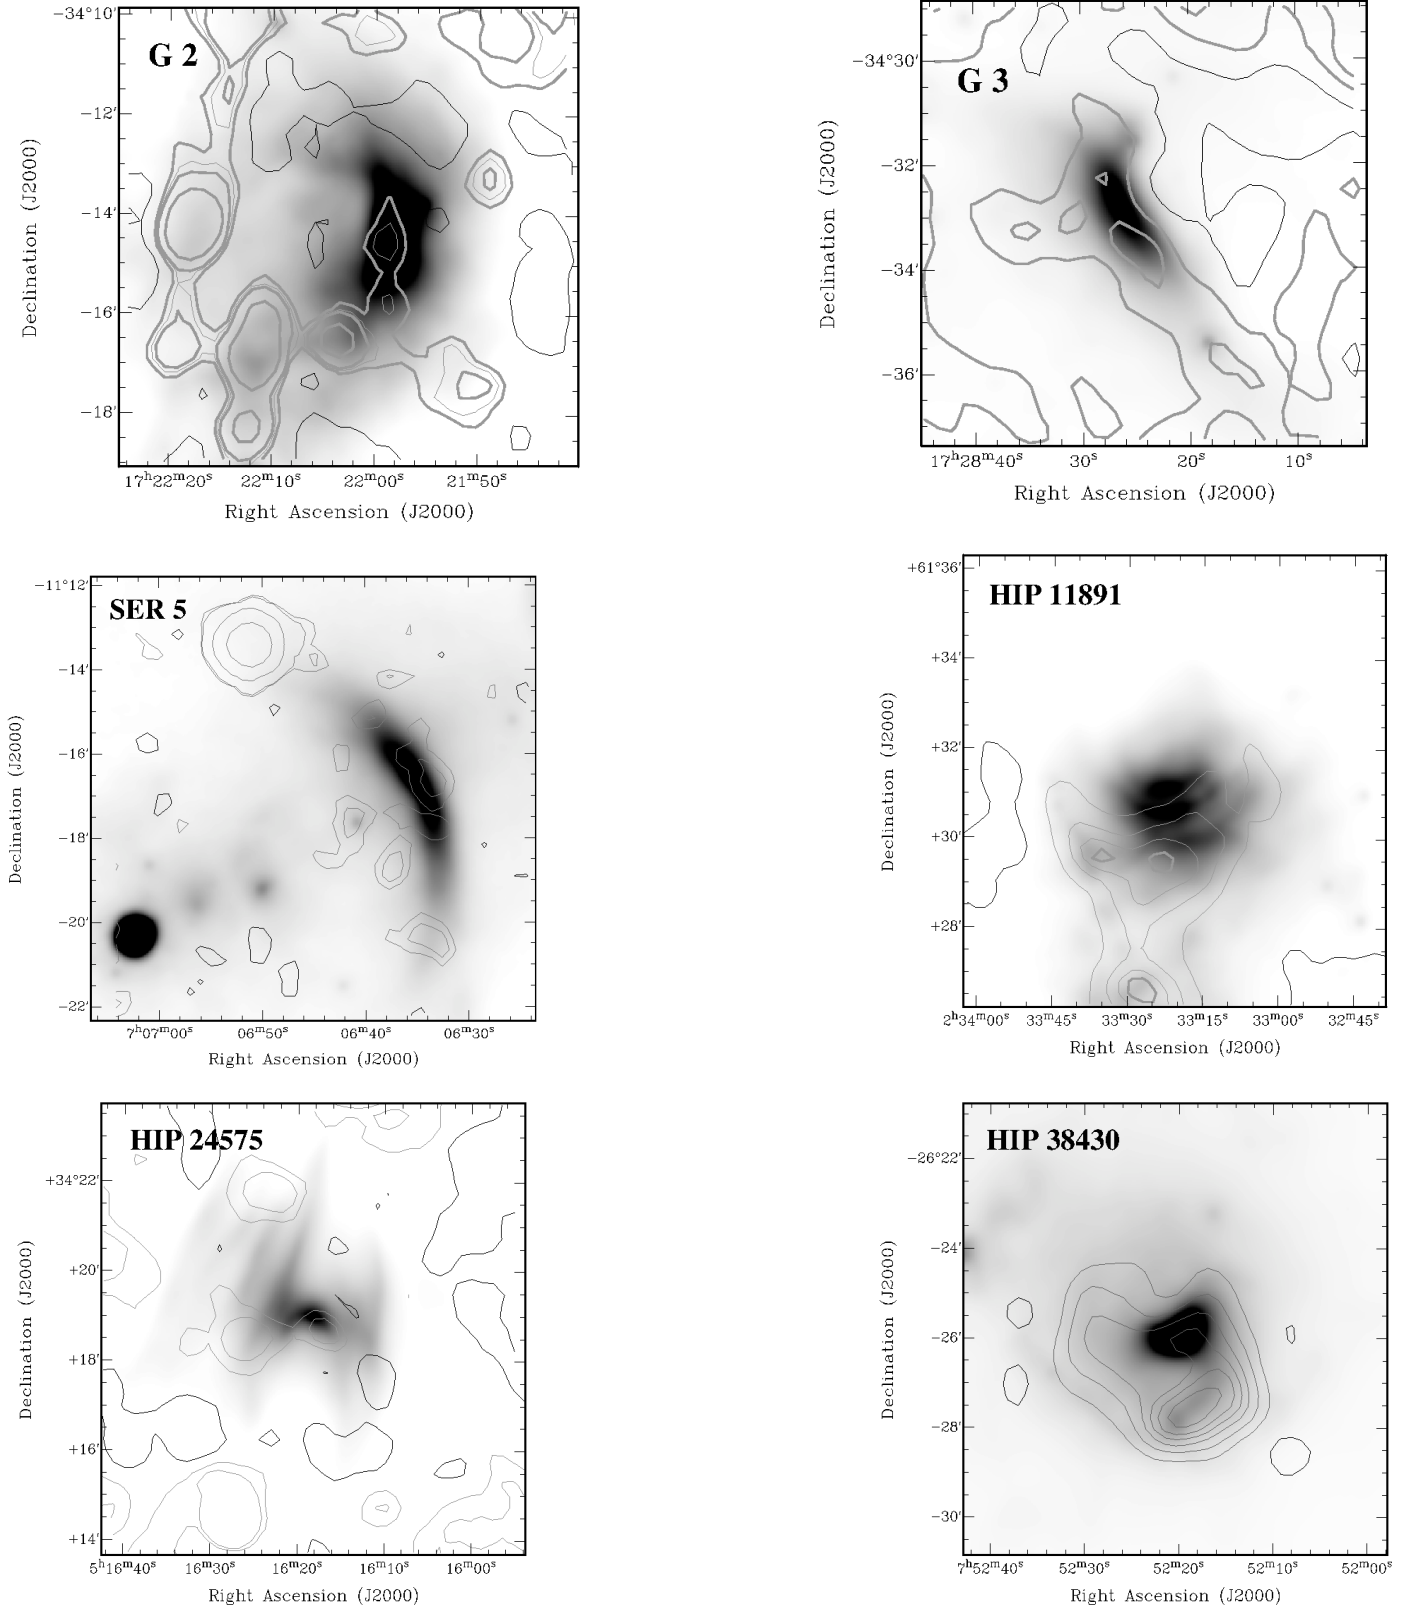 G 2
−34°10′
−12′
−14′
−16′
−18′
Declination (J2000)
17ʰ22ᵐ20ˢ 22ᵐ10ˢ 22ᵐ00ˢ 21ᵐ50ˢ
Right Ascension (J2000)
G 3
−34°30′
−32′
−34′
−36′
Declination (J2000)
17ʰ28ᵐ40ˢ 30ˢ 20ˢ 10ˢ
Right Ascension (J2000)
SER 5
−11°12′
−14′
−16′
−18′
−20′
−22′
Declination (J2000)
7ʰ07ᵐ00ˢ 06ᵐ50ˢ 06ᵐ40ˢ 06ᵐ30ˢ
Right Ascension (J2000)
HIP 11891
+61°36′
+34′
+32′
+30′
+28′
Declination (J2000)
2ʰ34ᵐ00ˢ 33ᵐ45ˢ 33ᵐ30ˢ 33ᵐ15ˢ 33ᵐ00ˢ 32ᵐ45ˢ
Right Ascension (J2000)
HIP 24575
+34°22′
+20′
+18′
+16′
+14′
Declination (J2000)
5ʰ16ᵐ40ˢ 16ᵐ30ˢ 16ᵐ20ˢ 16ᵐ10ˢ 16ᵐ00ˢ
Right Ascension (J2000)
HIP 38430
−26°22′
−24′
−26′
−28′
−30′
Declination (J2000)
7ʰ52ᵐ40ˢ 52ᵐ30ˢ 52ᵐ20ˢ 52ᵐ10ˢ 52ᵐ00ˢ
Right Ascension (J2000)